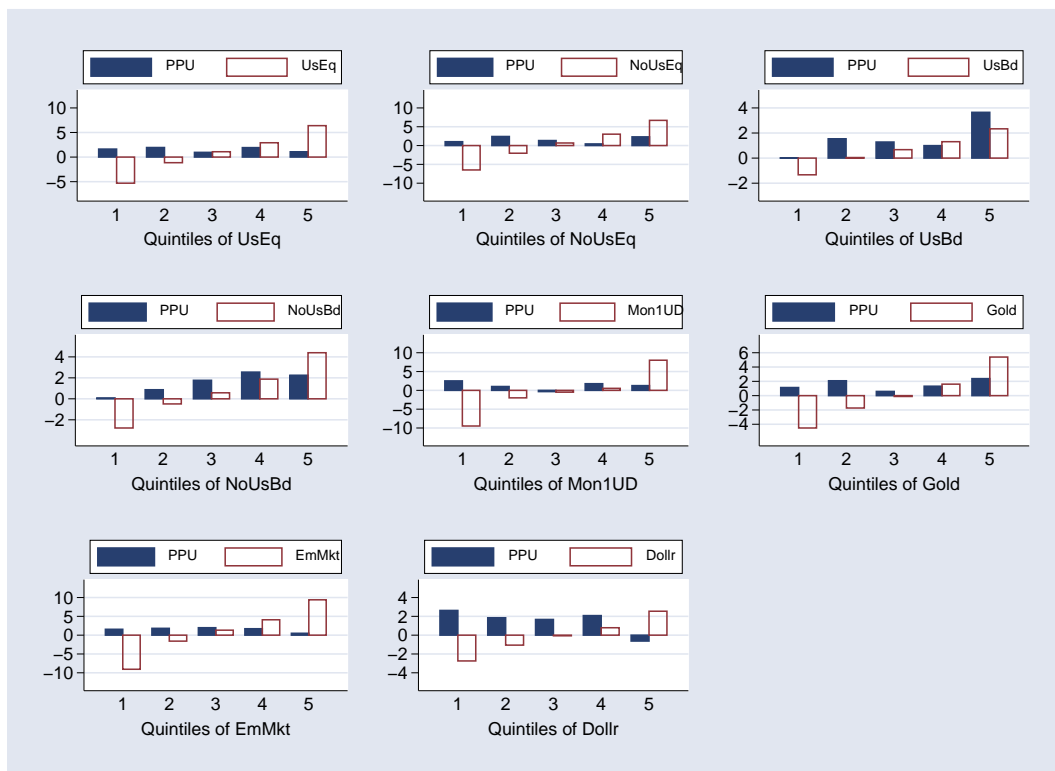 PPU UsEq
10
5
0
−5
1 2 3 4 5
Quintiles of UsEq
PPU NoUsEq
10
5
0
−5
−10
1 2 3 4 5
Quintiles of NoUsEq
PPU UsBd
4
2
0
−2
1 2 3 4 5
Quintiles of UsBd
PPU NoUsBd
4
2
0
−2
1 2 3 4 5
Quintiles of NoUsBd
PPU Mon1UD
10
5
0
−5
−10
1 2 3 4 5
Quintiles of Mon1UD
PPU Gold
6
4
2
0
−2
−4
1 2 3 4 5
Quintiles of Gold
PPU EmMkt
10
5
0
−5
−10
1 2 3 4 5
Quintiles of EmMkt
PPU Dollr
4
2
0
−2
−4
1 2 3 4 5
Quintiles of Dollr